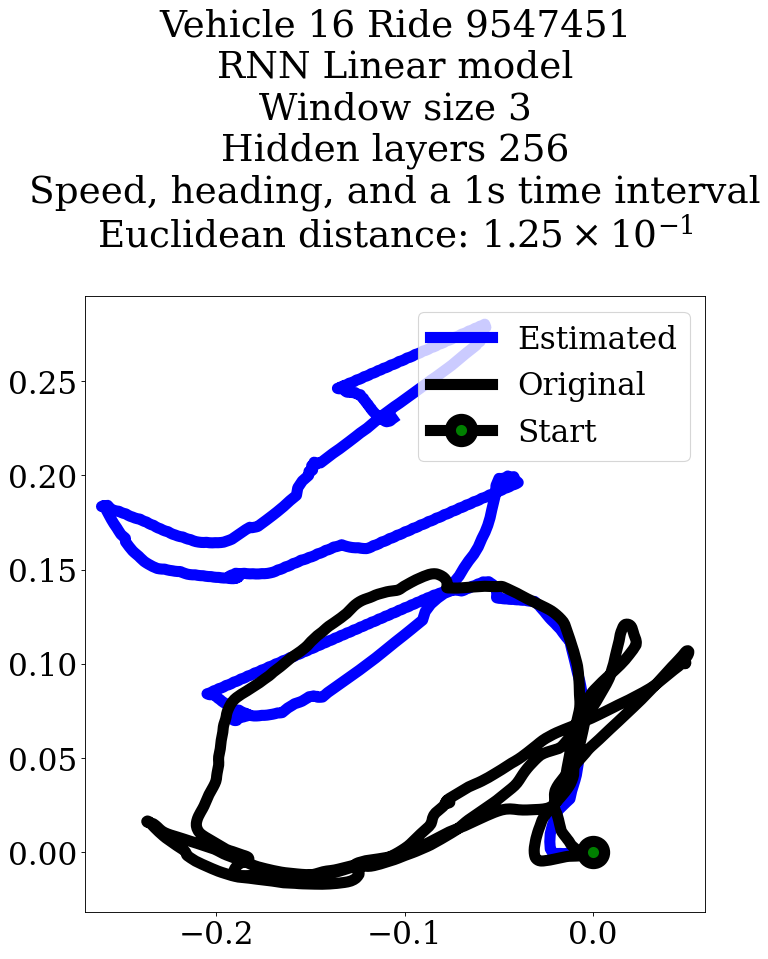 Vehicle 16 Ride 9547451
RNN Linear model
Window size 3
Hidden layers 256
Speed, heading, and a 1s time interval
Euclidean distance: 1.25 × 10⁻¹
Estimated
Original
Start
0.25
0.20
0.15
0.10
0.05
0.00
−0.2
−0.1
0.0